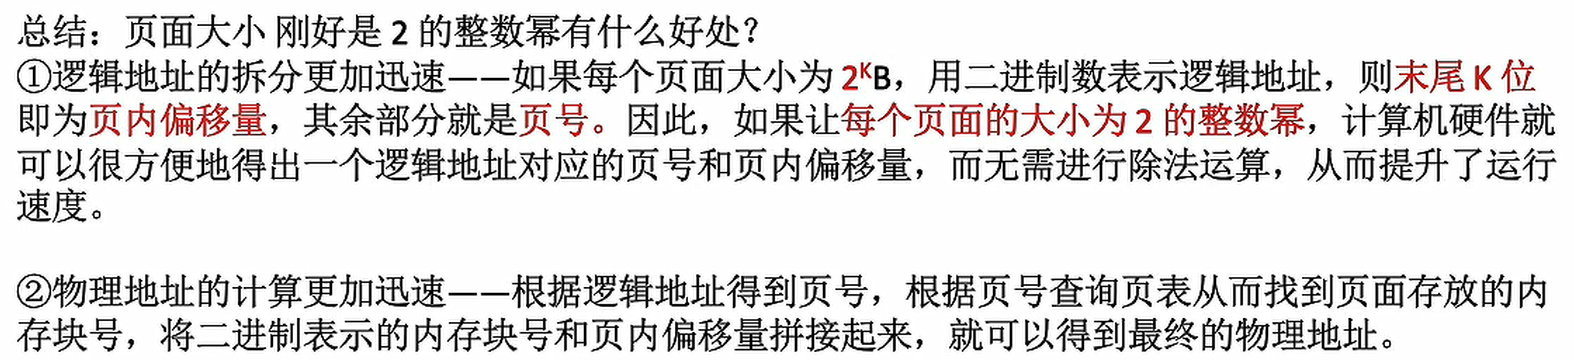 总结：页面大小 刚好是 2 的整数幂有什么好处？
①逻辑地址的拆分更加迅速——如果每个页面大小为 2ᴷB，用二进制数表示逻辑地址，则末尾 K 位
即为页内偏移量，其余部分就是页号。因此，如果让每个页面的大小为 2 的整数幂，计算机硬件就
可以很方便地得出一个逻辑地址对应的页号和页内偏移量，而无需进行除法运算，从而提升了运行
速度。
②物理地址的计算更加迅速——根据逻辑地址得到页号，根据页号查询页表从而找到页面存放的内
存块号，将二进制表示的内存块号和页内偏移量拼接起来，就可以得到最终的物理地址。